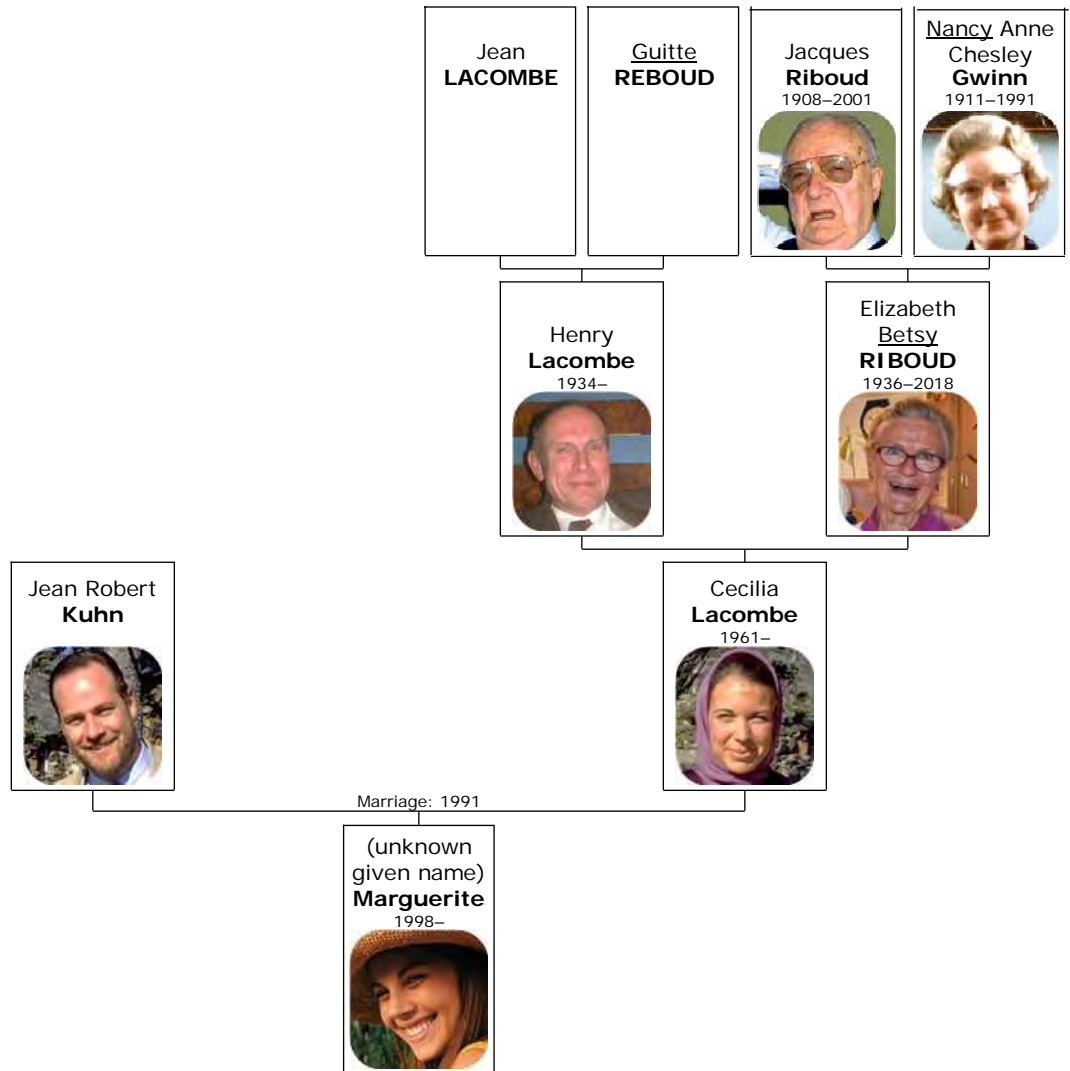 Jean
LACOMBE
Guitte
REBOUD
Jacques
Riboud
1908–2001
Nancy Anne
Chesley
Gwinn
1911–1991
Henry
Lacombe
1934–
Elizabeth
Betsy
RIBOUD
1936–2018
Jean Robert
Kuhn
Cecilia
Lacombe
1961–
Marriage: 1991
(unknown
given name)
Marguerite
1998–